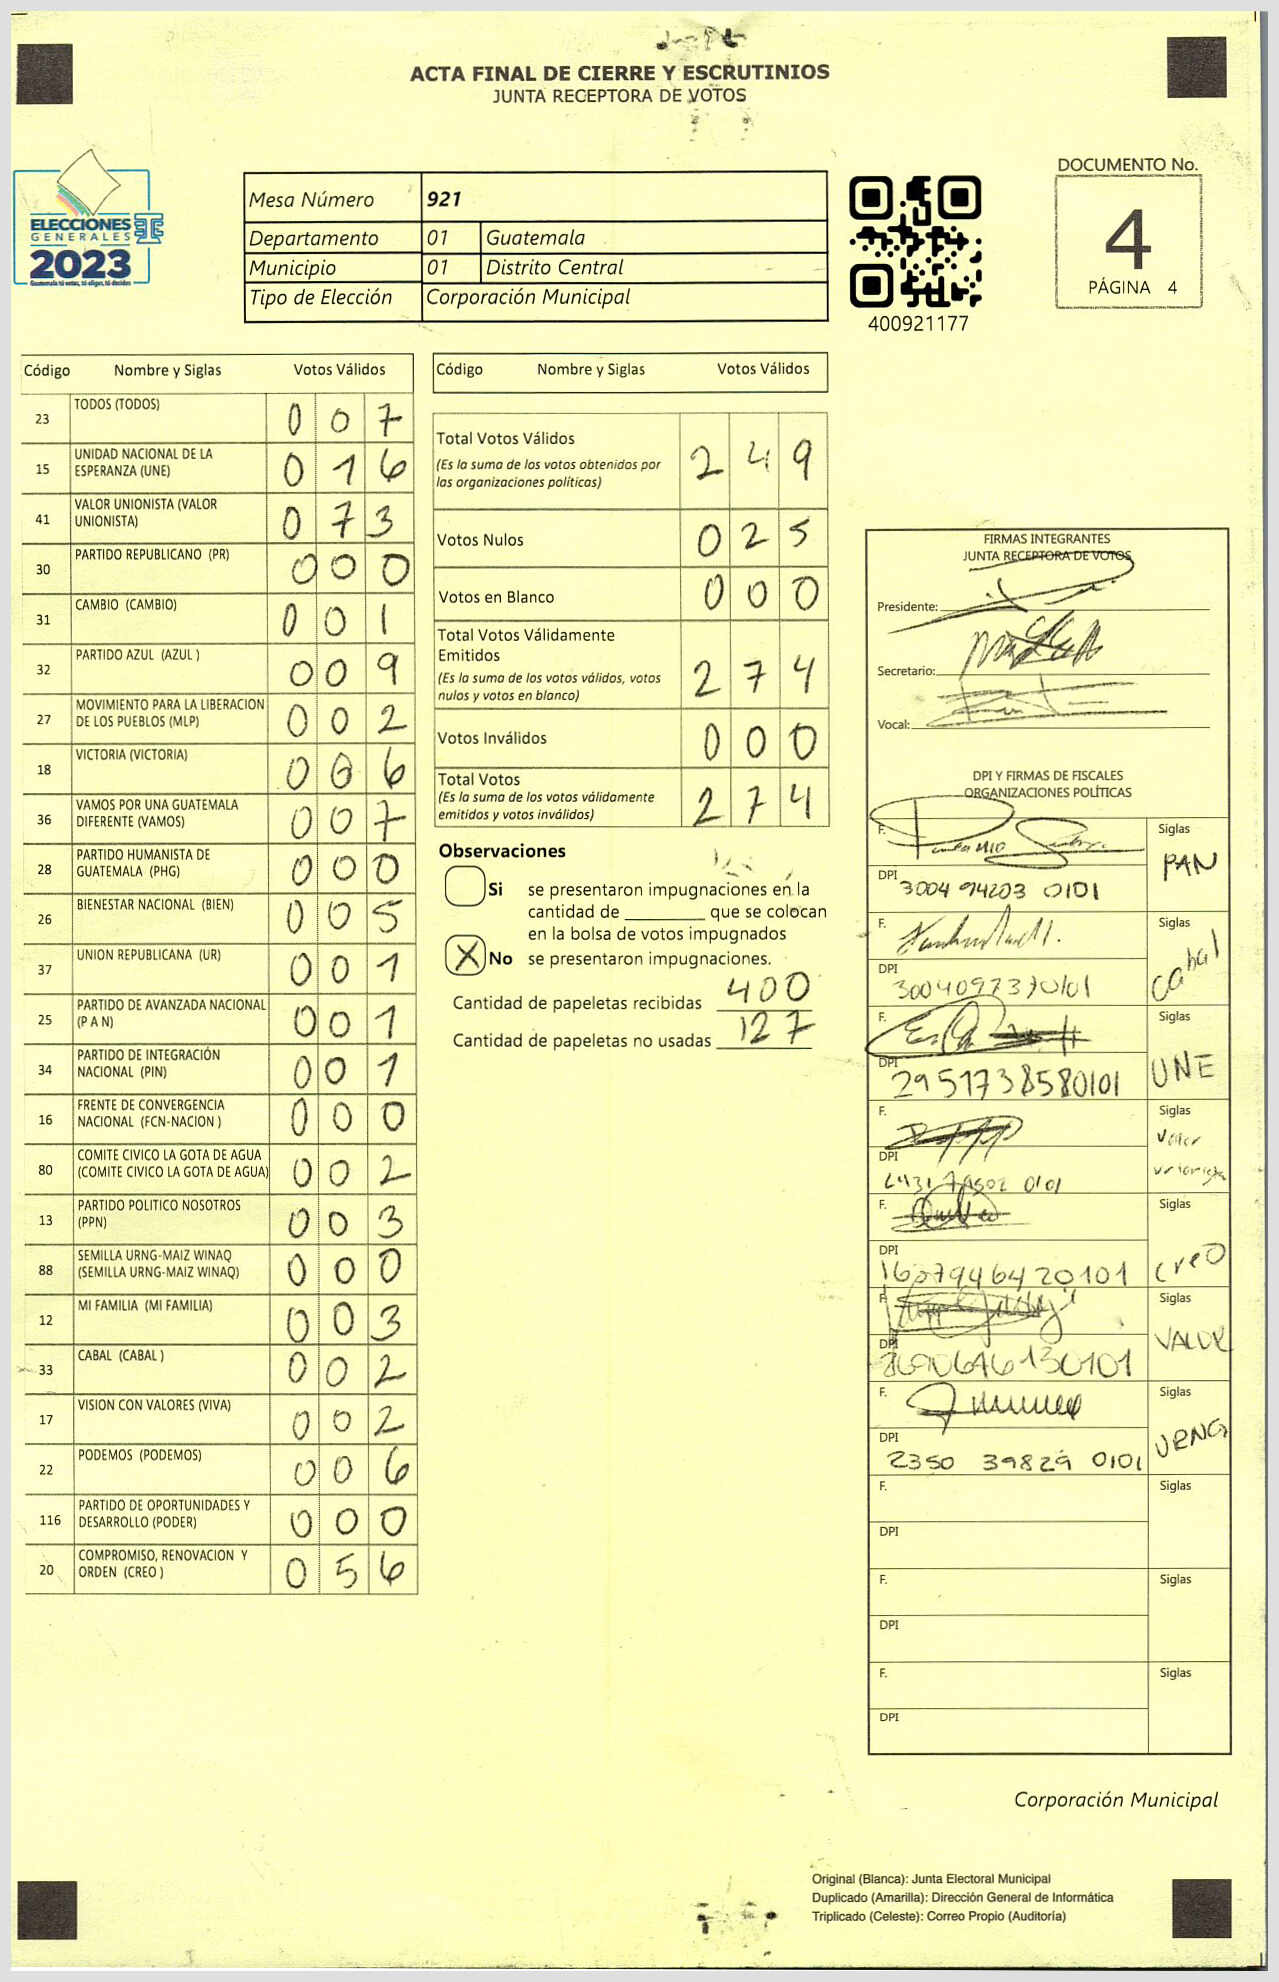 ACTA FINAL DE CIERRE Y ESCRUTINIOS
JUNTA RECEPTORA DE VOTOS
ELECCIONES
GENERALES
2023
Guatemala tú votas, tú eliges, tú decides
Mesa Número 921
Departamento 01 Guatemala
Municipio 01 Distrito Central
Tipo de Elección Corporación Municipal
400921177
DOCUMENTO No.
4
PÁGINA 4
Código Nombre y Siglas Votos Válidos
23 TODOS (TODOS) 0 0 7
15 UNIDAD NACIONAL DE LA ESPERANZA (UNE) 0 1 6
41 VALOR UNIONISTA (VALOR UNIONISTA) 0 7 3
30 PARTIDO REPUBLICANO (PR) 0 0 0
31 CAMBIO (CAMBIO) 0 0 1
32 PARTIDO AZUL (AZUL ) 0 0 9
27 MOVIMIENTO PARA LA LIBERACION DE LOS PUEBLOS (MLP) 0 0 2
18 VICTORIA (VICTORIA) 0 0 6
36 VAMOS POR UNA GUATEMALA DIFERENTE (VAMOS) 0 0 7
28 PARTIDO HUMANISTA DE GUATEMALA (PHG) 0 0 0
26 BIENESTAR NACIONAL (BIEN) 0 0 5
37 UNION REPUBLICANA (UR) 0 0 1
25 PARTIDO DE AVANZADA NACIONAL (P A N) 0 0 1
34 PARTIDO DE INTEGRACIÓN NACIONAL (PIN) 0 0 1
16 FRENTE DE CONVERGENCIA NACIONAL (FCN-NACION ) 0 0 0
80 COMITE CIVICO LA GOTA DE AGUA (COMITE CIVICO LA GOTA DE AGUA) 0 0 2
13 PARTIDO POLITICO NOSOTROS (PPN) 0 0 3
88 SEMILLA URNG-MAIZ WINAQ (SEMILLA URNG-MAIZ WINAQ) 0 0 0
12 MI FAMILIA (MI FAMILIA) 0 0 3
33 CABAL (CABAL ) 0 0 2
17 VISION CON VALORES (VIVA) 0 0 2
22 PODEMOS (PODEMOS) 0 0 6
116 PARTIDO DE OPORTUNIDADES Y DESARROLLO (PODER) 0 0 0
20 COMPROMISO, RENOVACION Y ORDEN (CREO ) 0 5 6
Código Nombre y Siglas Votos Válidos
Total Votos Válidos 2 4 9
(Es la suma de los votos obtenidos por
las organizaciones políticas)
Votos Nulos 0 2 5
Votos en Blanco 0 0 0
Total Votos Válidamente
Emitidos 2 7 4
(Es la suma de los votos válidos, votos
nulos y votos en blanco)
Votos Inválidos 0 0 0
Total Votos 2 7 4
(Es la suma de los votos válidamente
emitidos y votos inválidos)
Observaciones
Si se presentaron impugnaciones en la
cantidad de ________ que se colocan
en la bolsa de votos impugnados
X No se presentaron impugnaciones.
Cantidad de papeletas recibidas 400
Cantidad de papeletas no usadas 127
FIRMAS INTEGRANTES
JUNTA RECEPTORA DE VOTOS
Presidente:
Secretario:
Vocal:
DPI Y FIRMAS DE FISCALES
ORGANIZACIONES POLÍTICAS
F. Siglas
PAN
DPI 3004 94203 0101
F. Siglas
Cabal
DPI 3004097370101
F. Siglas
UNE
DPI 2951738580101
F. Siglas
Valor
DPI
F. Siglas
CREO
DPI 1607946420101
F. Siglas
VALOR
DPI
F. Siglas
URNG
DPI 2350 39829 0101
F. Siglas
DPI
F. Siglas
DPI
F. Siglas
DPI
Corporación Municipal
Original (Blanca): Junta Electoral Municipal
Duplicado (Amarilla): Dirección General de Informática
Triplicado (Celeste): Correo Propio (Auditoría)